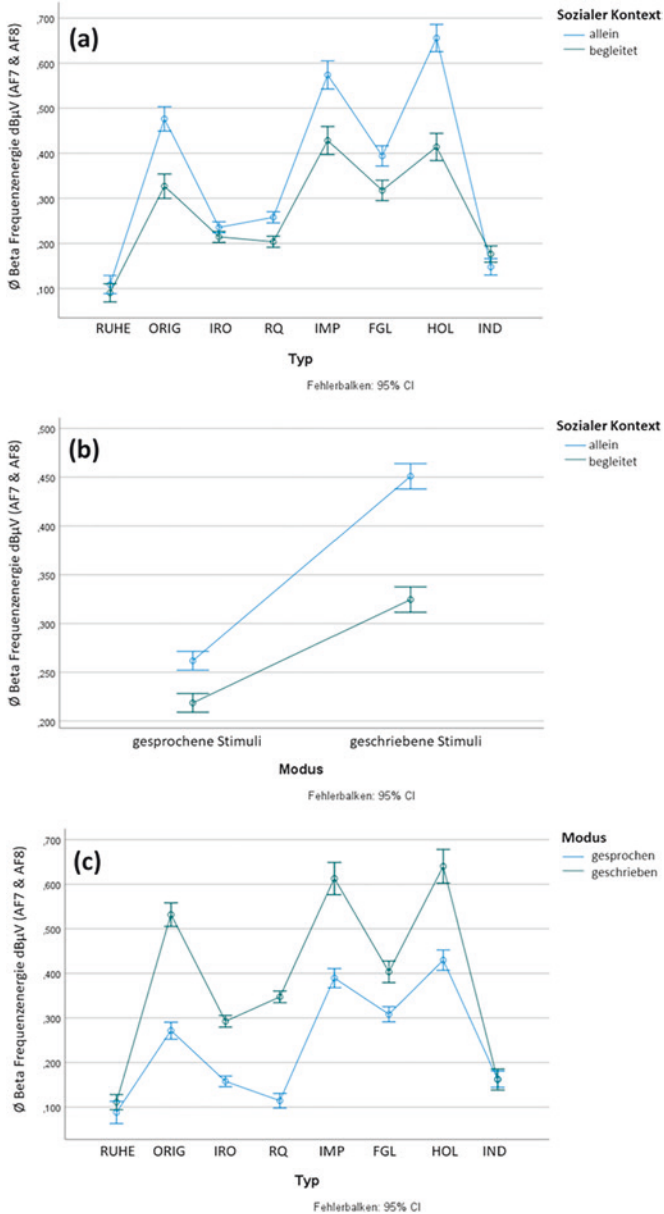 (a)
Sozialer Kontext
allein
begleitet
Ø Beta Frequenzenergie dBµV (AF7 & AF8)
,700
,600
,500
,400
,300
,200
,100
RUHE ORIG IRO RQ IMP FGL HOL IND
Typ
Fehlerbalken: 95% CI
(b)
Sozialer Kontext
allein
begleitet
Ø Beta Frequenzenergie dBµV (AF7 & AF8)
,500
,450
,400
,350
,300
,250
,200
gesprochene Stimuli geschriebene Stimuli
Modus
Fehlerbalken: 95% CI
(c)
Modus
gesprochen
geschrieben
Ø Beta Frequenzenergie dBµV (AF7 & AF8)
,700
,600
,500
,400
,300
,200
,100
RUHE ORIG IRO RQ IMP FGL HOL IND
Typ
Fehlerbalken: 95% CI